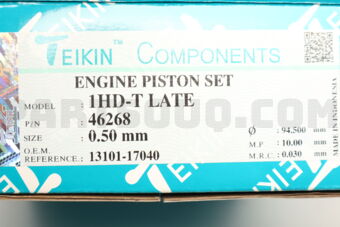 TEIKIN™ COMPONENTS
ENGINE PISTON SET
MODEL : 1HD-T LATE
P/N : 46268
SIZE : 0.50 mm
O.E.M. REFERENCE. : 13101-17040
Ø : 94.500 mm
M.P : 10.00 mm
M.R.C : 0.030 mm
MADE IN INDONESIA
TEIKIN